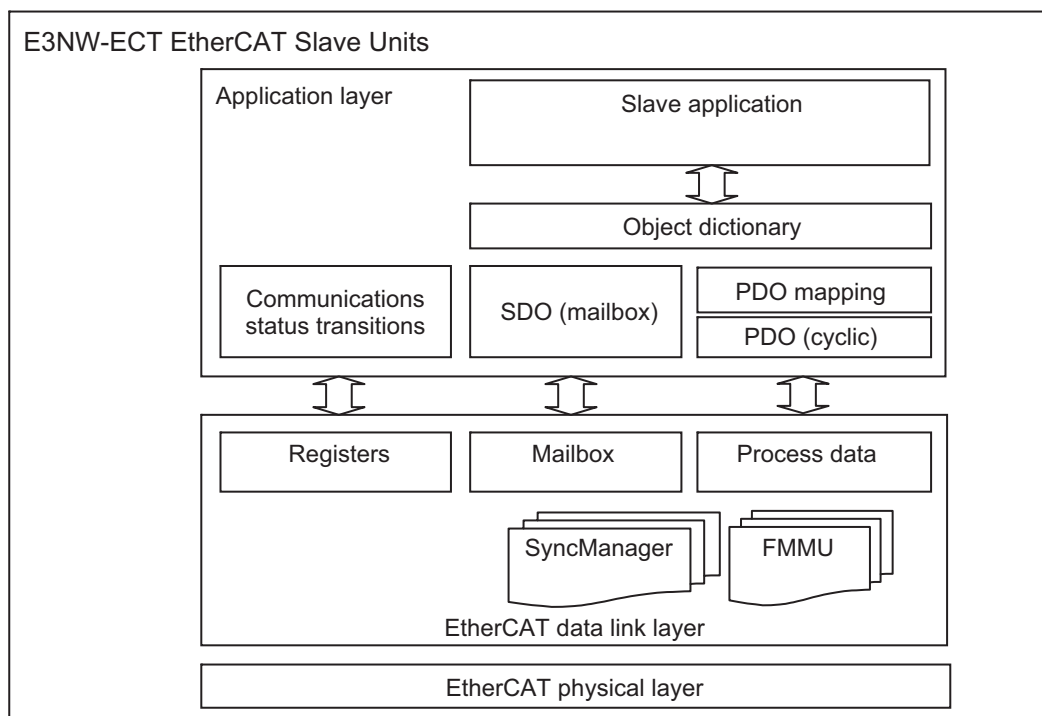 E3NW-ECT EtherCAT Slave Units
Application layer
Slave application
Object dictionary
Communications
status transitions
SDO (mailbox)
PDO mapping
PDO (cyclic)
Registers
Mailbox
Process data
SyncManager
FMMU
EtherCAT data link layer
EtherCAT physical layer